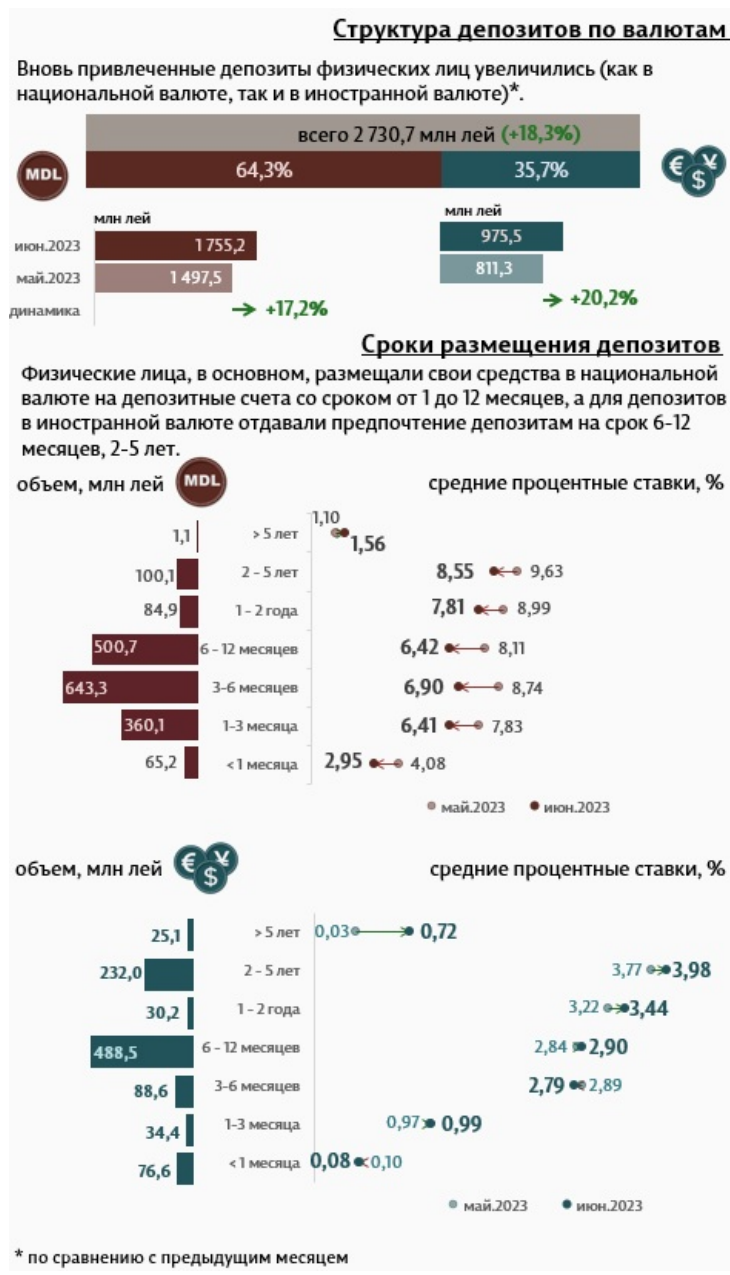 Структура депозитов по валютам
Вновь привлеченные депозиты физических лиц увеличились (как в
национальной валюте, так и в иностранной валюте)*.
всего 2 730,7 млн лей (+18,3%)
MDL
64,3%
35,7%
€ ¥ $
млн лей
млн лей
июн.2023
1 755,2
975,5
май.2023
1 497,5
811,3
динамика
+17,2%
+20,2%
Сроки размещения депозитов
Физические лица, в основном, размещали свои средства в национальной
валюте на депозитные счета со сроком от 1 до 12 месяцев, а для депозитов
в иностранной валюте отдавали предпочтение депозитам на срок 6-12
месяцев, 2-5 лет.
объем, млн лей
MDL
средние процентные ставки, %
1,1
> 5 лет
1,10
1,56
100,1
2 - 5 лет
8,55
9,63
84,9
1 - 2 года
7,81
8,99
500,7
6 - 12 месяцев
6,42
8,11
643,3
3-6 месяцев
6,90
8,74
360,1
1-3 месяца
6,41
7,83
65,2
< 1 месяца
2,95
4,08
май.2023
июн.2023
объем, млн лей
€ ¥ $
средние процентные ставки, %
25,1
> 5 лет
0,03
0,72
232,0
2 - 5 лет
3,77
3,98
30,2
1 - 2 года
3,22
3,44
488,5
6 - 12 месяцев
2,84
2,90
88,6
3-6 месяцев
2,79
2,89
34,4
1-3 месяца
0,97
0,99
76,6
< 1 месяца
0,08
0,10
май.2023
июн.2023
* по сравнению с предыдущим месяцем